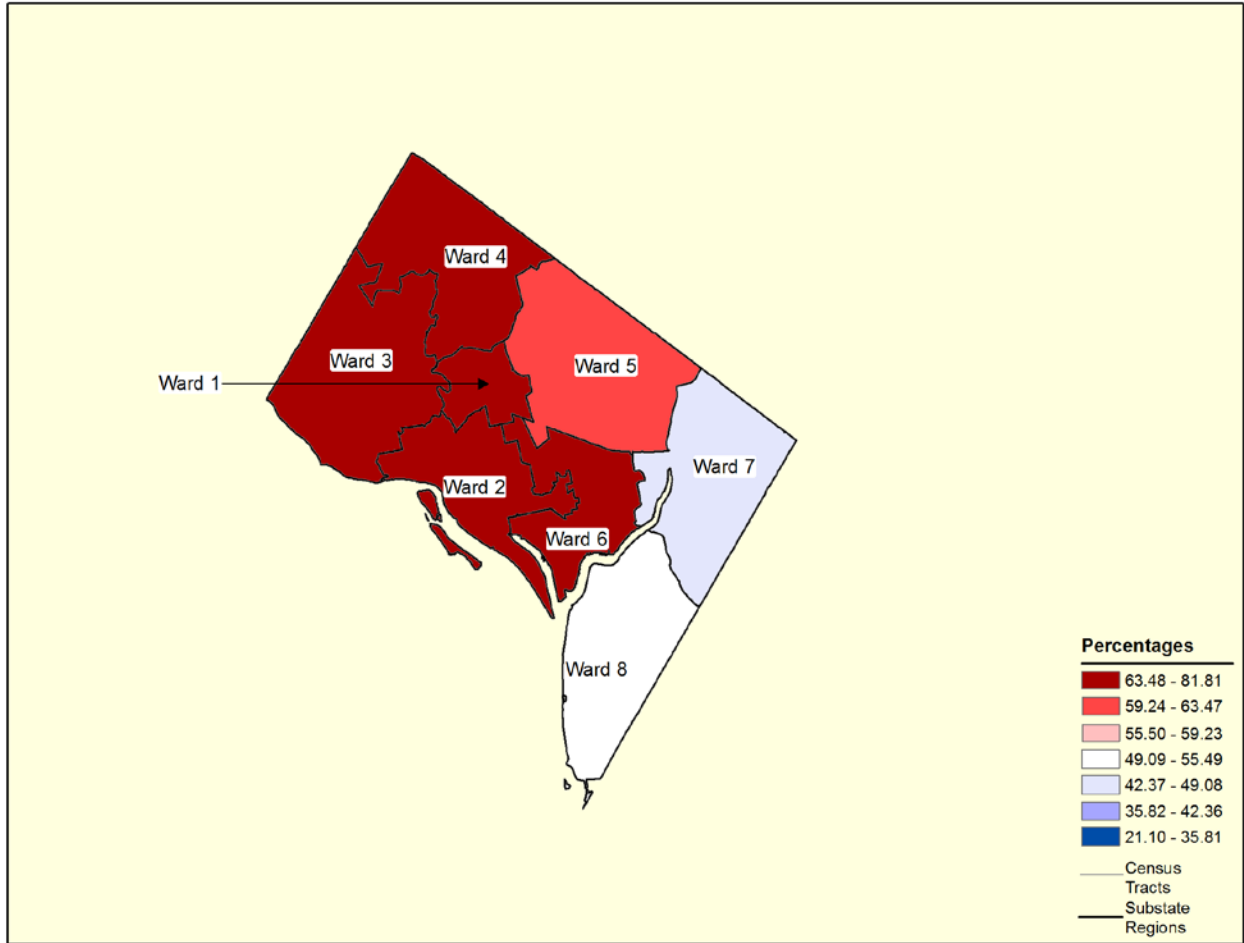 Ward 4
Ward 3
Ward 5
Ward 1
Ward 7
Ward 2
Ward 6
Ward 8
Percentages
63.48 - 81.81
59.24 - 63.47
55.50 - 59.23
49.09 - 55.49
42.37 - 49.08
35.82 - 42.36
21.10 - 35.81
Census
Tracts
Substate
Regions